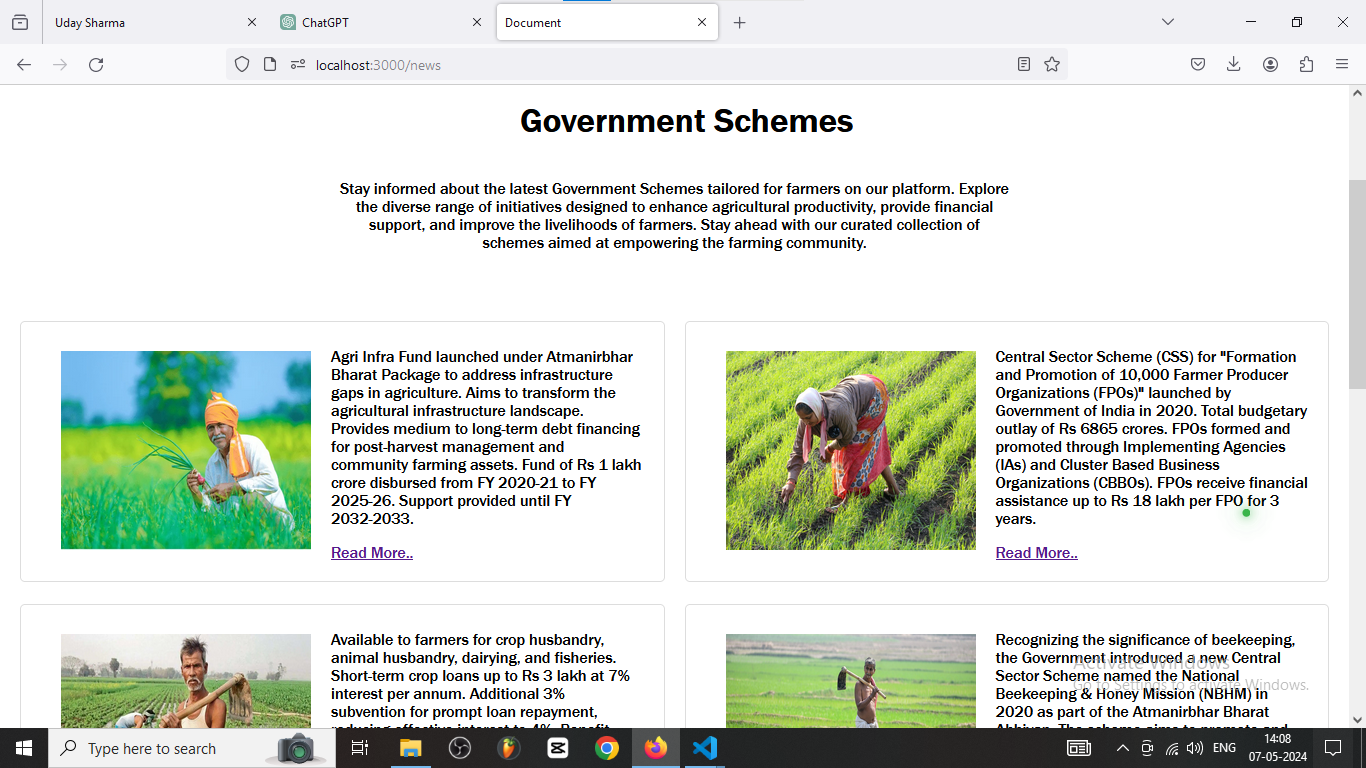 Uday Sharma
ChatGPT
Document
localhost:3000/news
Government Schemes
Stay informed about the latest Government Schemes tailored for farmers on our platform. Explore
the diverse range of initiatives designed to enhance agricultural productivity, provide financial
support, and improve the livelihoods of farmers. Stay ahead with our curated collection of
schemes aimed at empowering the farming community.
Agri Infra Fund launched under Atmanirbhar
Bharat Package to address infrastructure
gaps in agriculture. Aims to transform the
agricultural infrastructure landscape.
Provides medium to long-term debt financing
for post-harvest management and
community farming assets. Fund of Rs 1 lakh
crore disbursed from FY 2020-21 to FY
2025-26. Support provided until FY
2032-2033.
Read More..
Central Sector Scheme (CSS) for "Formation
and Promotion of 10,000 Farmer Producer
Organizations (FPOs)" launched by
Government of India in 2020. Total budgetary
outlay of Rs 6865 crores. FPOs formed and
promoted through Implementing Agencies
(IAs) and Cluster Based Business
Organizations (CBBOs). FPOs receive financial
assistance up to Rs 18 lakh per FPO for 3
years.
Read More..
Available to farmers for crop husbandry,
animal husbandry, dairying, and fisheries.
Short-term crop loans up to Rs 3 lakh at 7%
interest per annum. Additional 3%
subvention for prompt loan repayment,
reducing effective interest to 4%. Benefit
Recognizing the significance of beekeeping,
the Government introduced a new Central
Sector Scheme named the National
Beekeeping & Honey Mission (NBHM) in
2020 as part of the Atmanirbhar Bharat
Abhiyan. The scheme aims to promote and
Activate Windows
Go to Settings to activate Windows.
Type here to search
ENG
14:08
07-05-2024